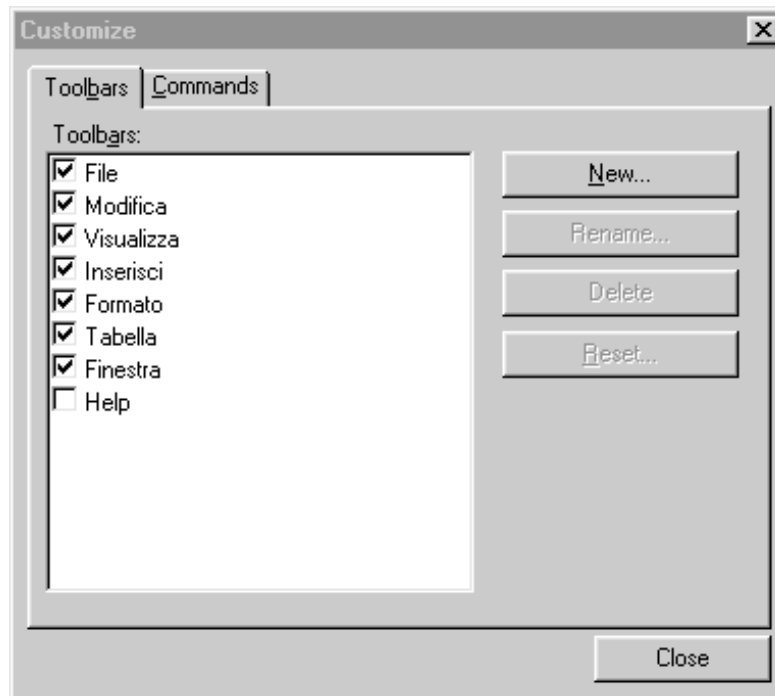 Customize
Toolbars Commands
Toolbars:
File
Modifica
Visualizza
Inserisci
Formato
Tabella
Finestra
Help
New...
Rename...
Delete
Reset...
Close